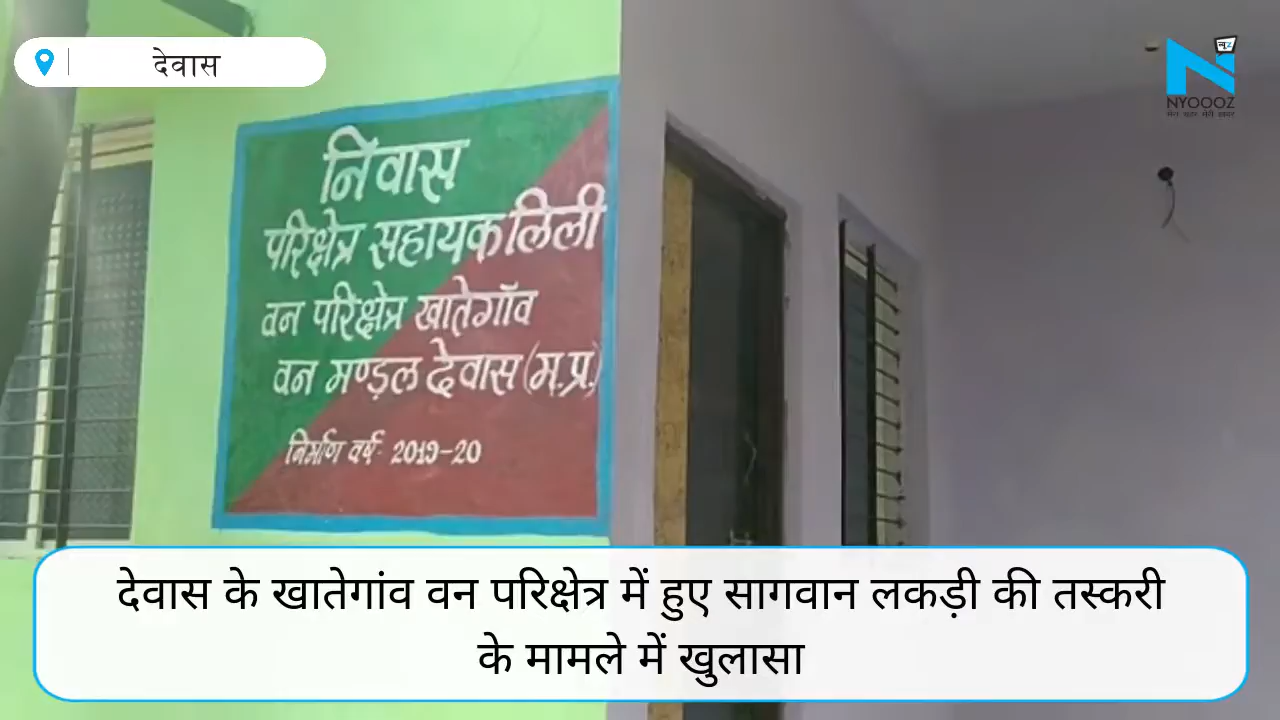 देवास
NYOOOZ
निवास
परिक्षेत्र सहायक लिली
वन परिक्षेत्र खातेगॉव
वन मण्डल देवास (म.प्र.)
निर्माण वर्ष- 2019-20
देवास के खातेगांव वन परिक्षेत्र में हुए सागवान लकड़ी की तस्करी
के मामले में खुलासा